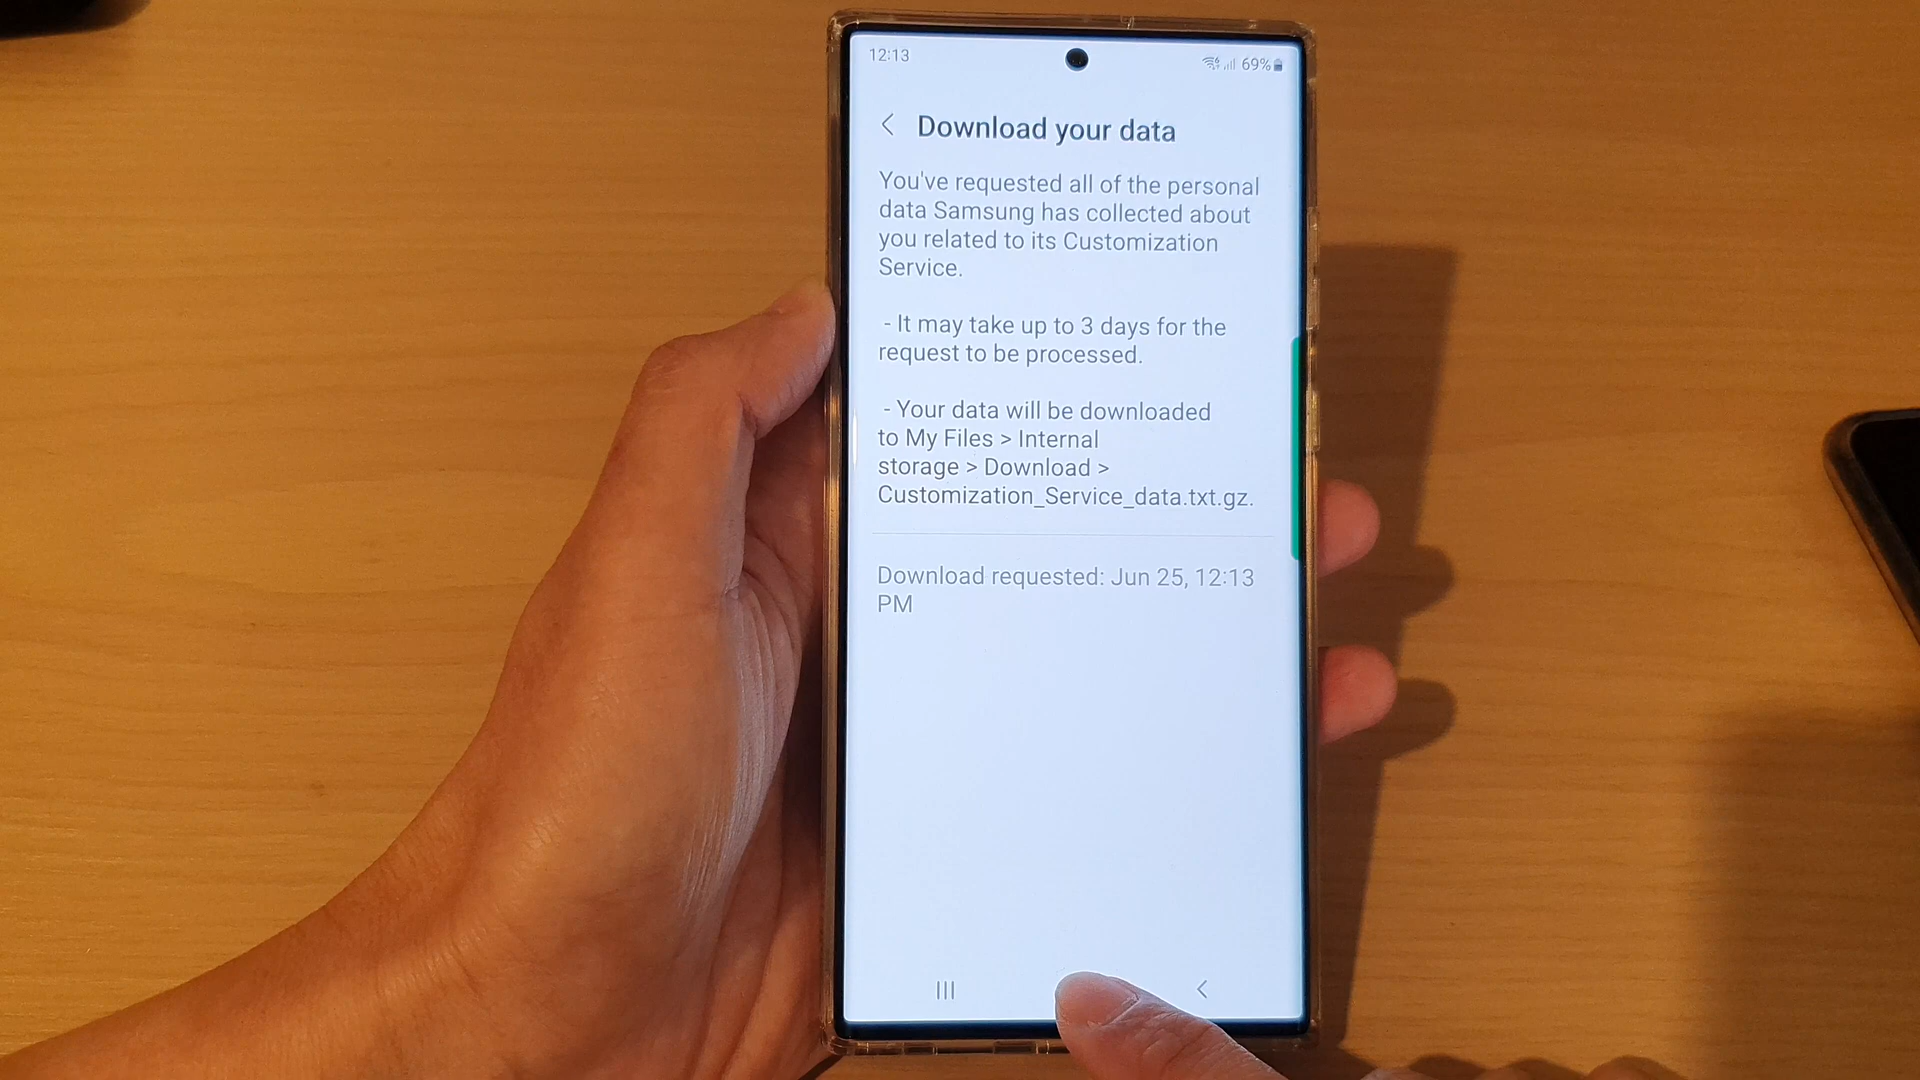 12:13
69%
Download your data
You've requested all of the personal
data Samsung has collected about
you related to its Customization
Service.
- It may take up to 3 days for the
request to be processed.
- Your data will be downloaded
to My Files > Internal
storage > Download >
Customization_Service_data.txt.gz.
Download requested: Jun 25, 12:13
PM